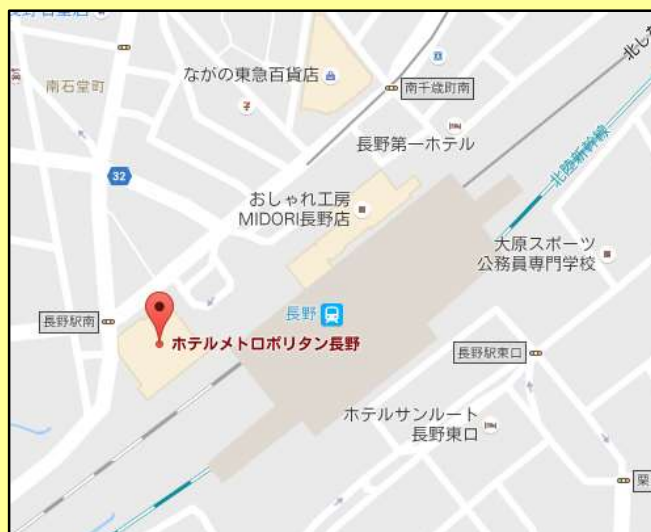 ながの東急百貨店
南石堂町
南千歳町南
北しな
長野第一ホテル
北陸新幹線
32
おしゃれ工房
MIDORI長野店
大原スポーツ
公務員専門学校
長野駅南
長野
ホテルメトロポリタン長野
長野駅東口
ホテルサンルート
長野東口
栗